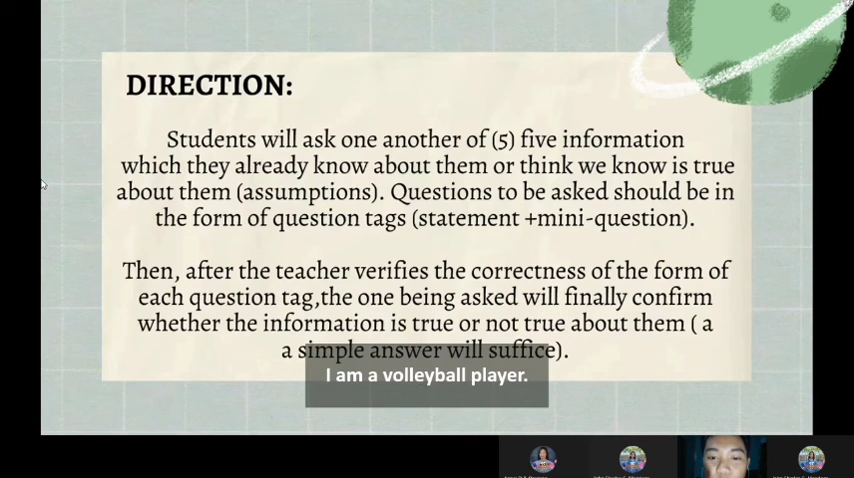 DIRECTION:
Students will ask one another of (5) five information
which they already know about them or think we know is true
about them (assumptions). Questions to be asked should be in
the form of question tags (statement +mini-question).
Then, after the teacher verifies the correctness of the form of
each question tag,the one being asked will finally confirm
whether the information is true or not true about them ( a
a simple answer will suffice).
I am a volleyball player.